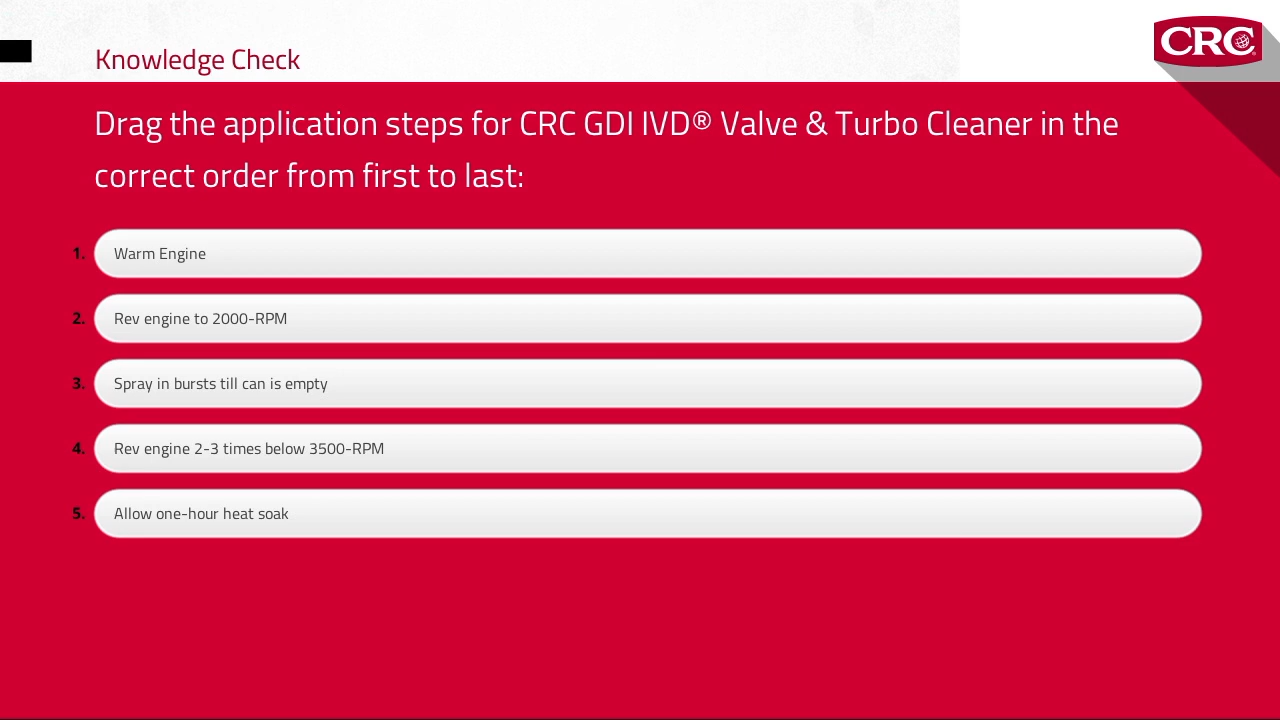 Knowledge Check
CRC
Drag the application steps for CRC GDI IVD® Valve & Turbo Cleaner in the
correct order from first to last:
1. Warm Engine
2. Rev engine to 2000-RPM
3. Spray in bursts till can is empty
4. Rev engine 2-3 times below 3500-RPM
5. Allow one-hour heat soak